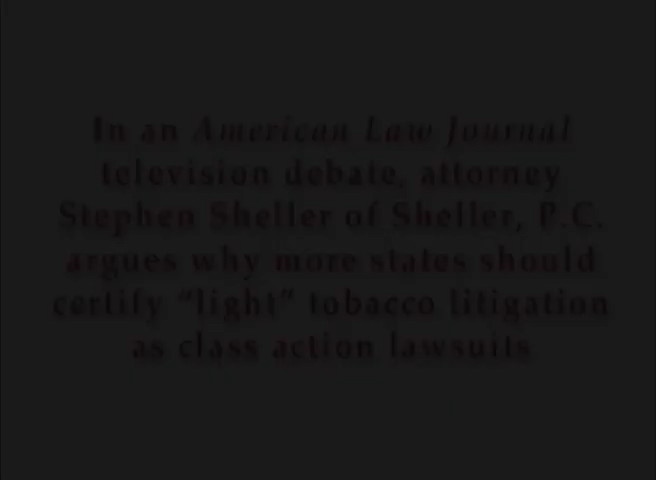 In an American Law Journal
television debate, attorney
Stephen Sheller of Sheller, P.C.
argues why more states should
certify “light” tobacco litigation
as class action lawsuits